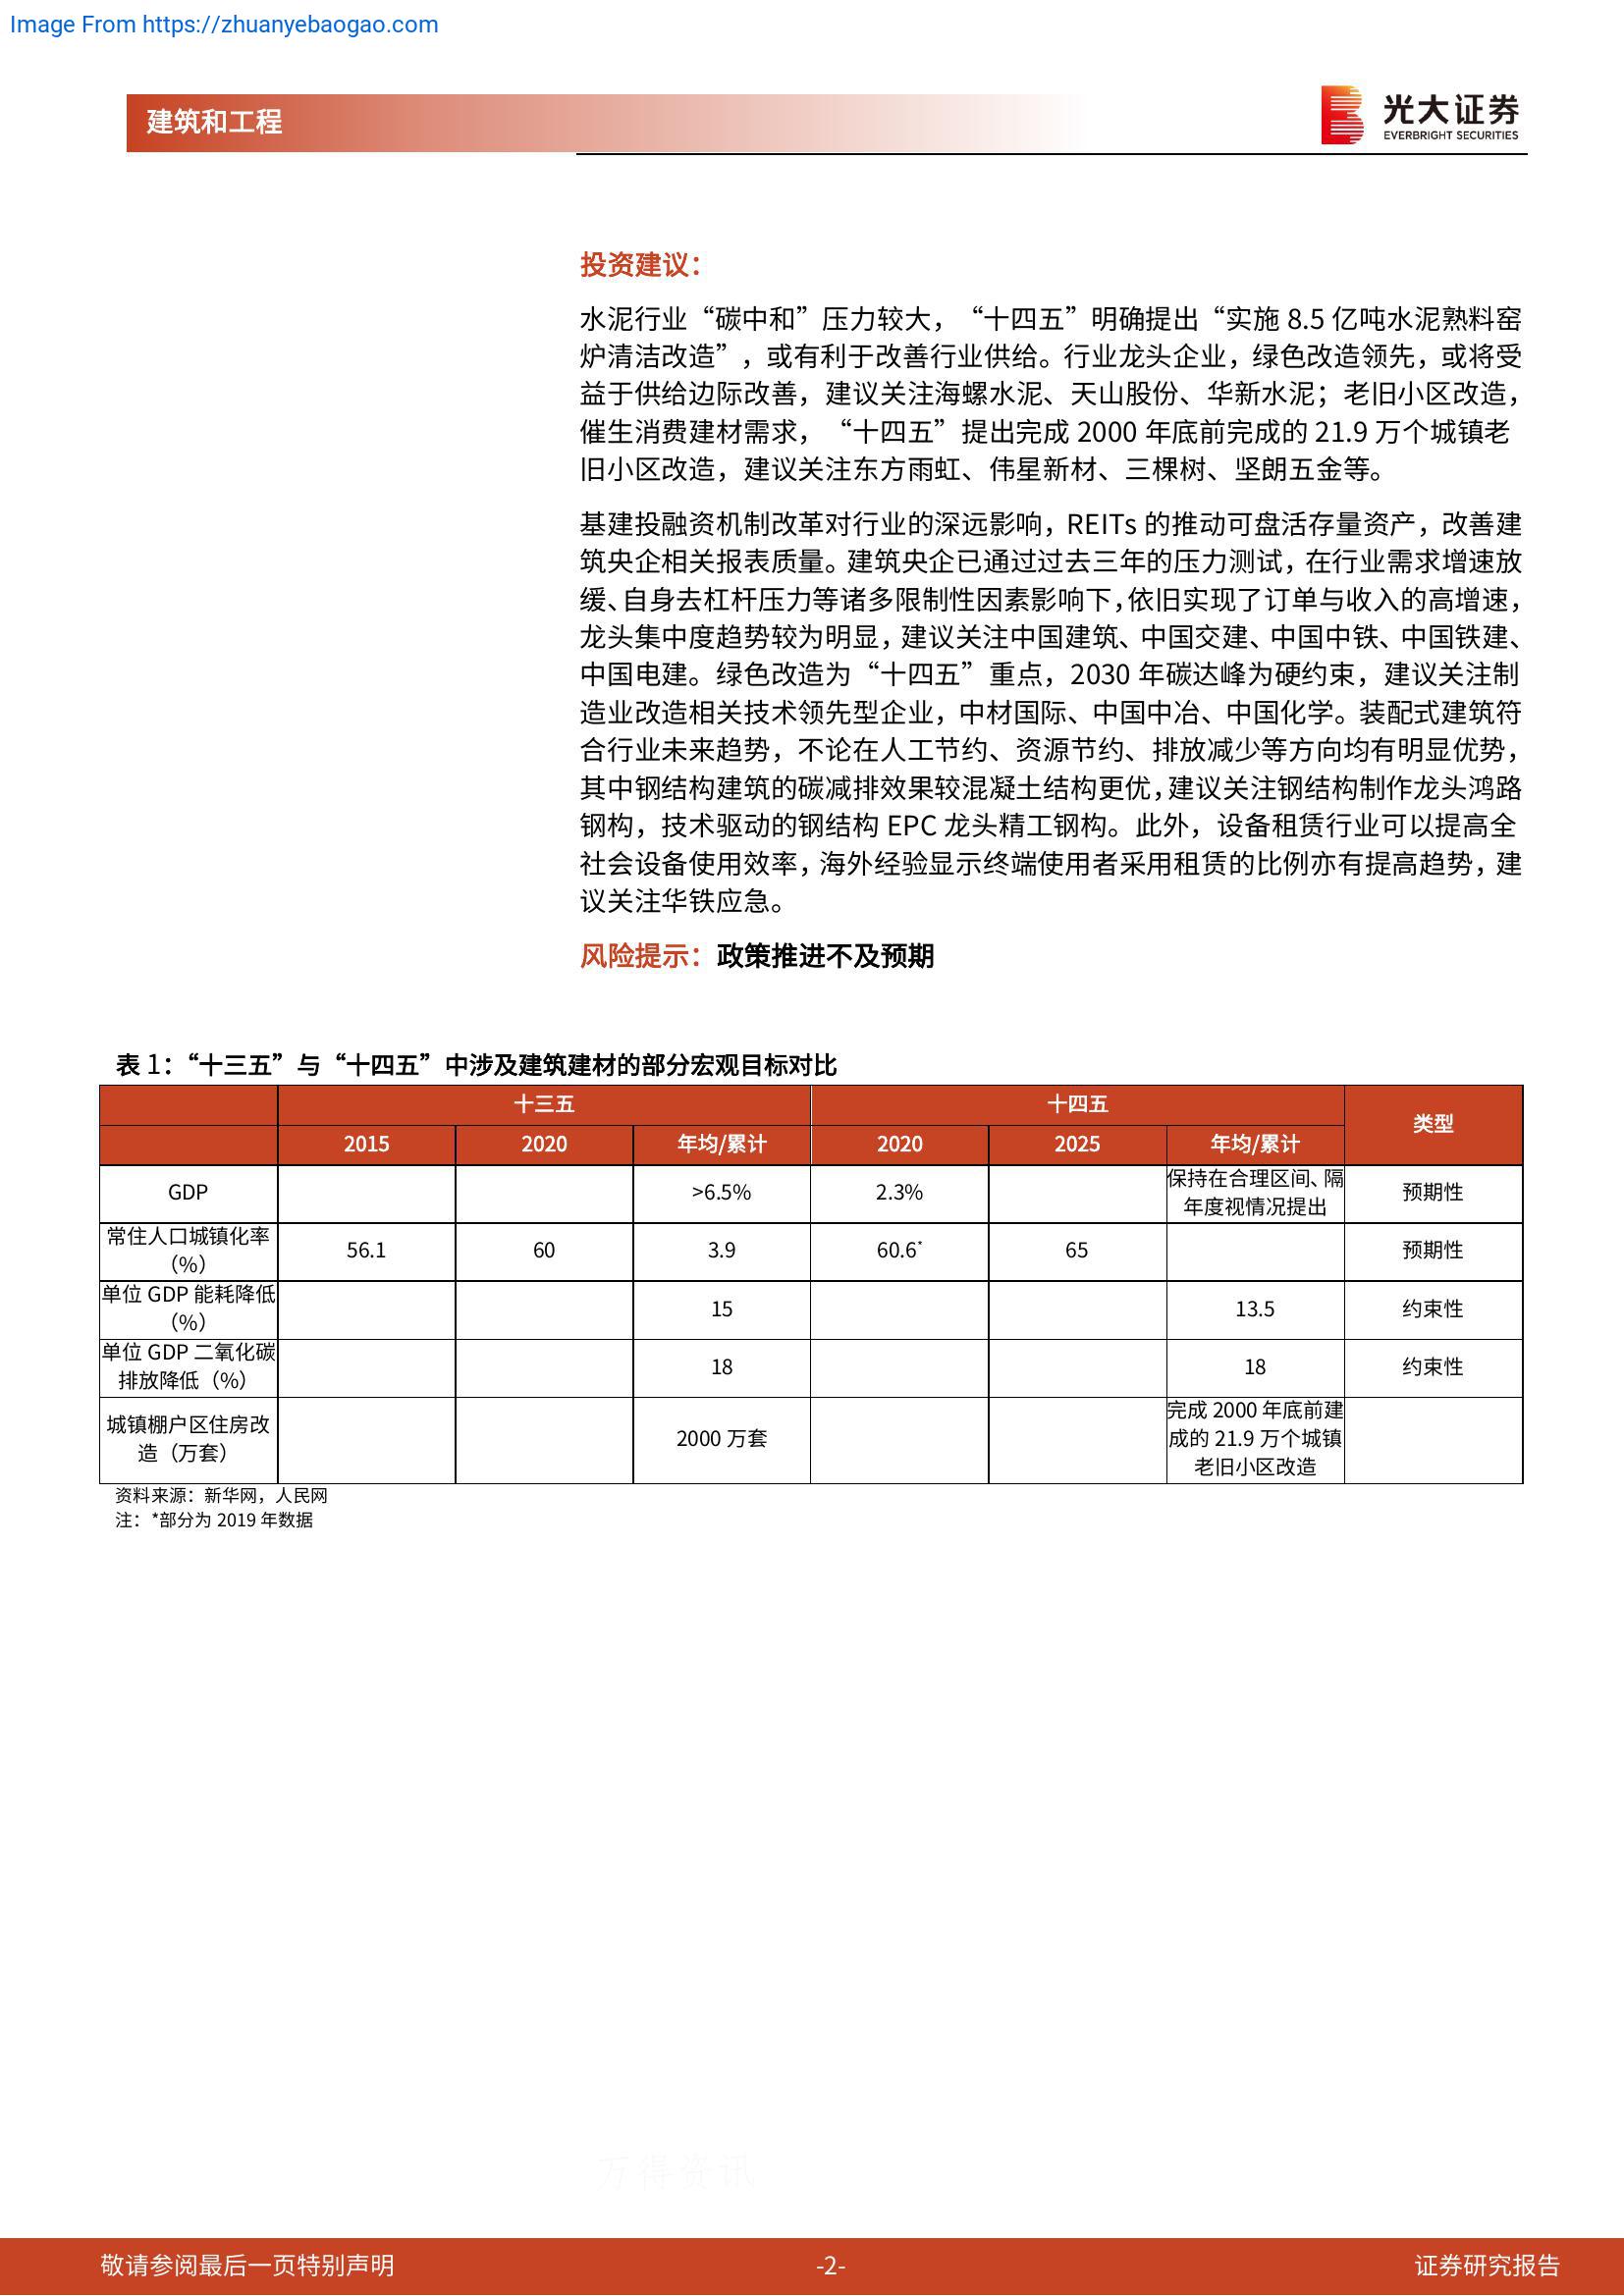 Image From https://zhuanyebaogao.com
建筑和工程
光大证券
EVERBRIGHT SECURITIES
投资建议：
水泥行业“碳中和”压力较大，“十四五”明确提出“实施 8.5 亿吨水泥熟料窑
炉清洁改造”，或有利于改善行业供给。行业龙头企业，绿色改造领先，或将受
益于供给边际改善，建议关注海螺水泥、天山股份、华新水泥；老旧小区改造，
催生消费建材需求，“十四五”提出完成 2000 年底前完成的 21.9 万个城镇老
旧小区改造，建议关注东方雨虹、伟星新材、三棵树、坚朗五金等。
基建投融资机制改革对行业的深远影响，REITs 的推动可盘活存量资产，改善建
筑央企相关报表质量。建筑央企已通过过去三年的压力测试，在行业需求增速放
缓、自身去杠杆压力等诸多限制性因素影响下，依旧实现了订单与收入的高增速，
龙头集中度趋势较为明显，建议关注中国建筑、中国交建、中国中铁、中国铁建、
中国电建。绿色改造为“十四五”重点，2030 年碳达峰为硬约束，建议关注制
造业改造相关技术领先型企业，中材国际、中国中冶、中国化学。装配式建筑符
合行业未来趋势，不论在人工节约、资源节约、排放减少等方向均有明显优势，
其中钢结构建筑的碳减排效果较混凝土结构更优，建议关注钢结构制作龙头鸿路
钢构，技术驱动的钢结构 EPC 龙头精工钢构。此外，设备租赁行业可以提高全
社会设备使用效率，海外经验显示终端使用者采用租赁的比例亦有提高趋势，建
议关注华铁应急。
风险提示：政策推进不及预期
表 1：“十三五”与“十四五”中涉及建筑建材的部分宏观目标对比
十三五 十四五 类型
2015 2020 年均/累计 2020 2025 年均/累计
GDP >6.5% 2.3% 保持在合理区间、隔
年度视情况提出 预期性
常住人口城镇化率
（%） 56.1 60 3.9 60.6* 65 预期性
单位 GDP 能耗降低
（%） 15 13.5 约束性
单位 GDP 二氧化碳
排放降低（%） 18 18 约束性
城镇棚户区住房改
造（万套） 2000 万套 完成 2000 年底前建
成的 21.9 万个城镇
老旧小区改造
资料来源：新华网，人民网
注：*部分为 2019 年数据
万得资讯
敬请参阅最后一页特别声明 -2- 证券研究报告